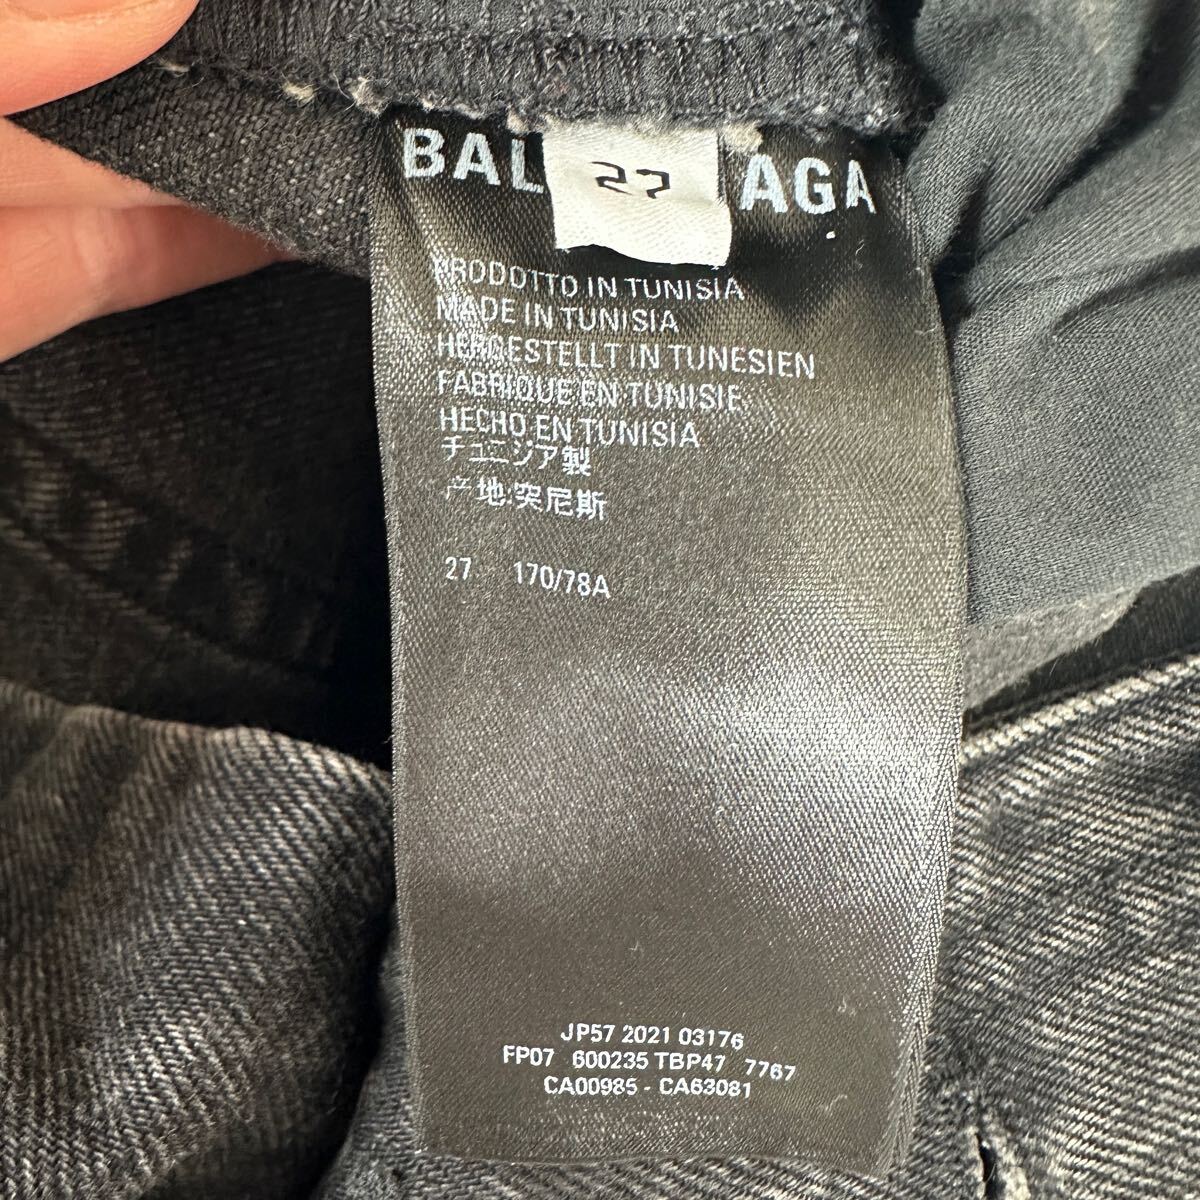 BAL 27 AGA
PRODOTTO IN TUNISIA
MADE IN TUNISIA
HERGESTELLT IN TUNESIEN
FABRIQUE EN TUNISIE
HECHO EN TUNISIA
チュニジア製
产地:突尼斯
27 170/78A
JP57 2021 03176
FP07 600235 TBP47 7767
CA00985 - CA63081